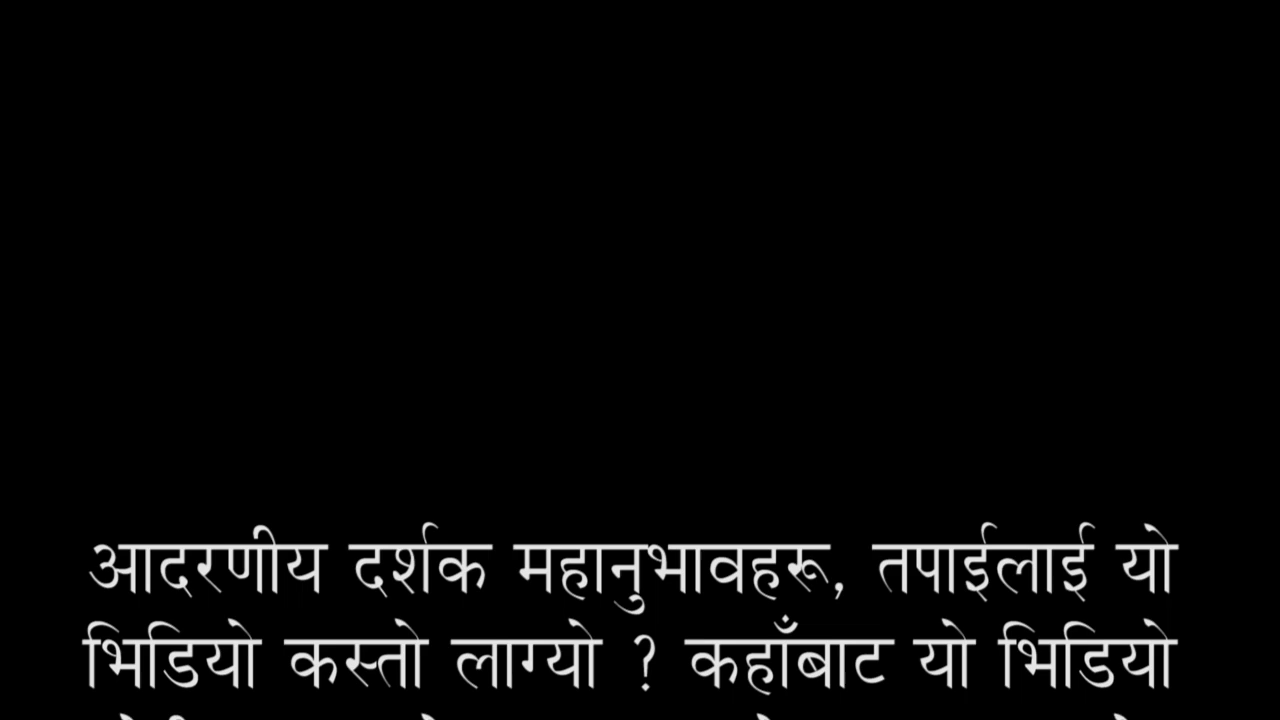 आदरणीय दर्शक महानुभावहरू, तपाईलाई यो
भिडियो कस्तो लाग्यो ? कहाँबाट यो भिडियो